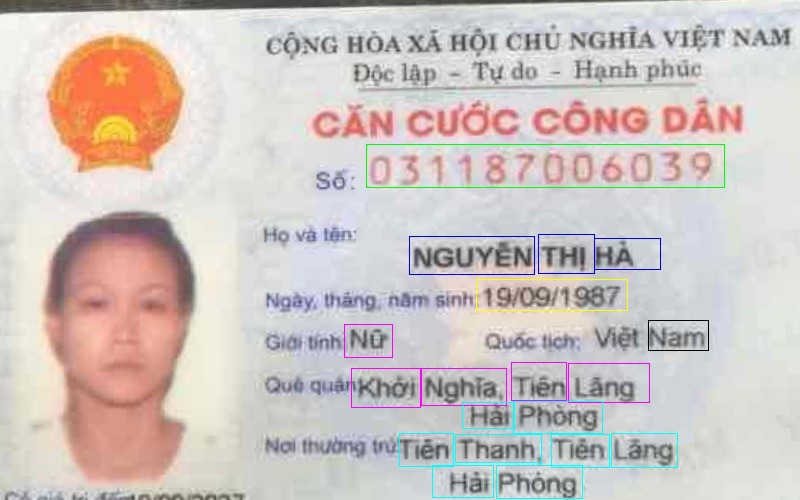 CỘNG HÒA XÃ HỘI CHỦ NGHĨA VIỆT NAM
Độc lập - Tự do - Hạnh phúc
CĂN CƯỚC CÔNG DÂN
Số: 031187006039
Họ và tên:
NGUYỄN THỊ HÀ
Ngày, tháng, năm sinh: 19/09/1987
Giới tính: Nữ Quốc tịch: Việt Nam
Quê quán: Khởi Nghĩa, Tiên Lãng
Hải Phòng
Nơi thường trú: Tiên Thanh, Tiên Lãng
Hải Phòng
Có giá trị đến: